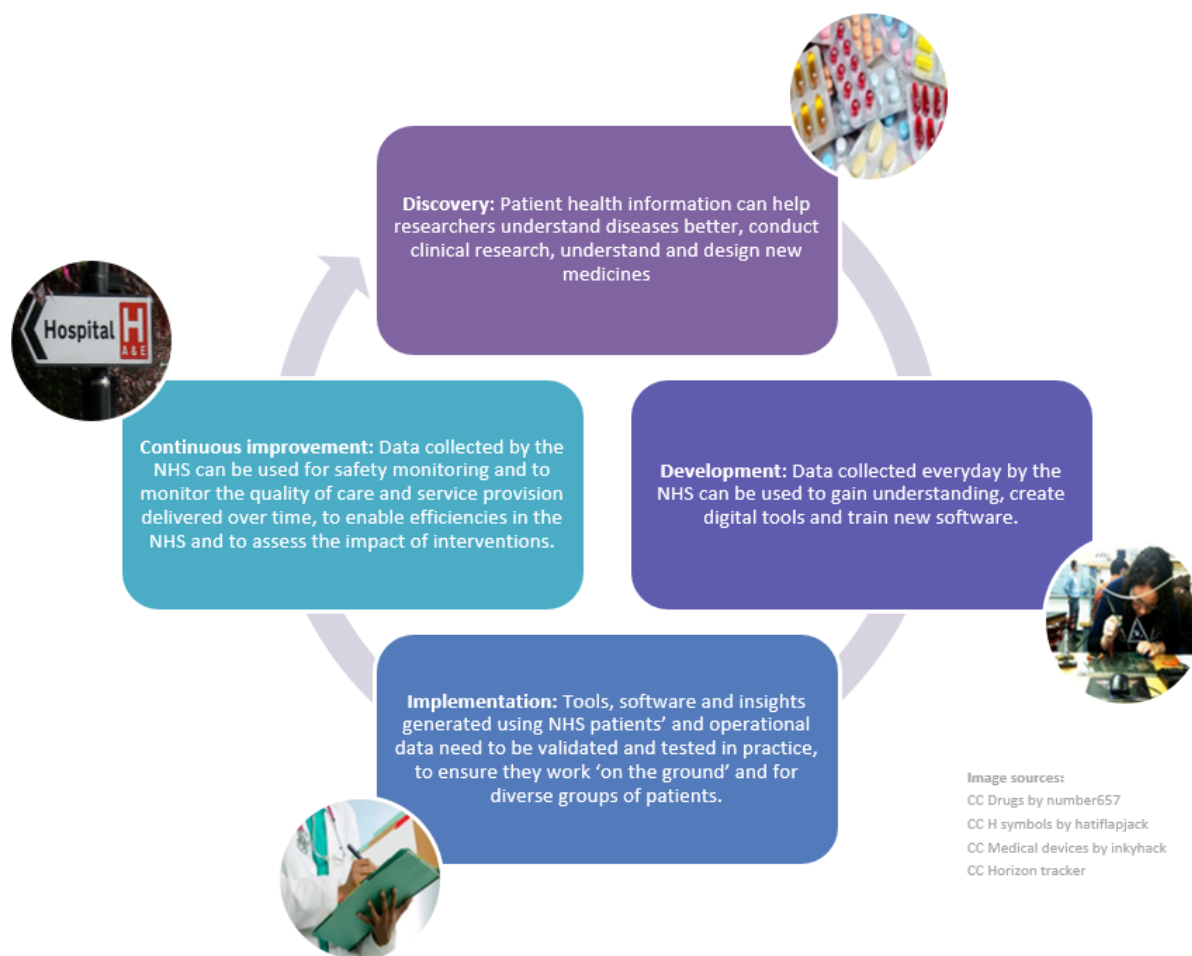 Discovery: Patient health information can help
researchers understand diseases better, conduct
clinical research, understand and design new
medicines
Hospital
H
A & E
Continuous improvement: Data collected by the
NHS can be used for safety monitoring and to
monitor the quality of care and service provision
delivered over time, to enable efficiencies in the
NHS and to assess the impact of interventions.
Development: Data collected everyday by the
NHS can be used to gain understanding, create
digital tools and train new software.
Implementation: Tools, software and insights
generated using NHS patients’ and operational
data need to be validated and tested in practice,
to ensure they work ‘on the ground’ and for
diverse groups of patients.
Image sources:
CC Drugs by number657
CC H symbols by hatiflapjack
CC Medical devices by inkyhack
CC Horizon tracker